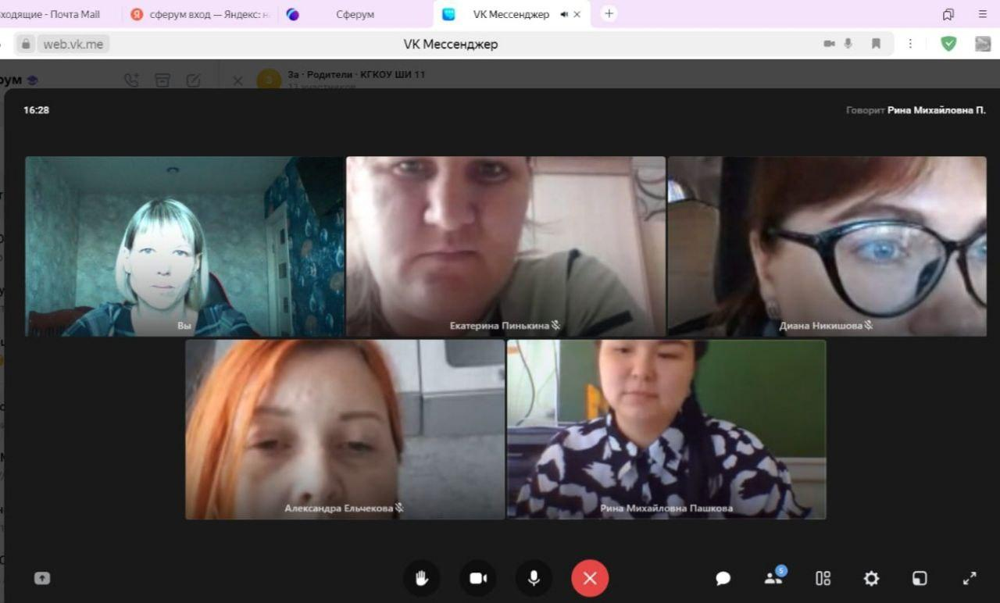 ходящие - Почта Mail
сферум вход — Яндекс: н
Сферум
VK Мессенджер
web.vk.me
VK Мессенджер
рум
3
За · Родители · КГКОУ ШИ 11
участников
16:28
Говорит Рина Михайловна П.
Вы
Екатерина Пинькина
Диана Никишова
Александра Ельчекова
Рина Михайловна Пашкова
5